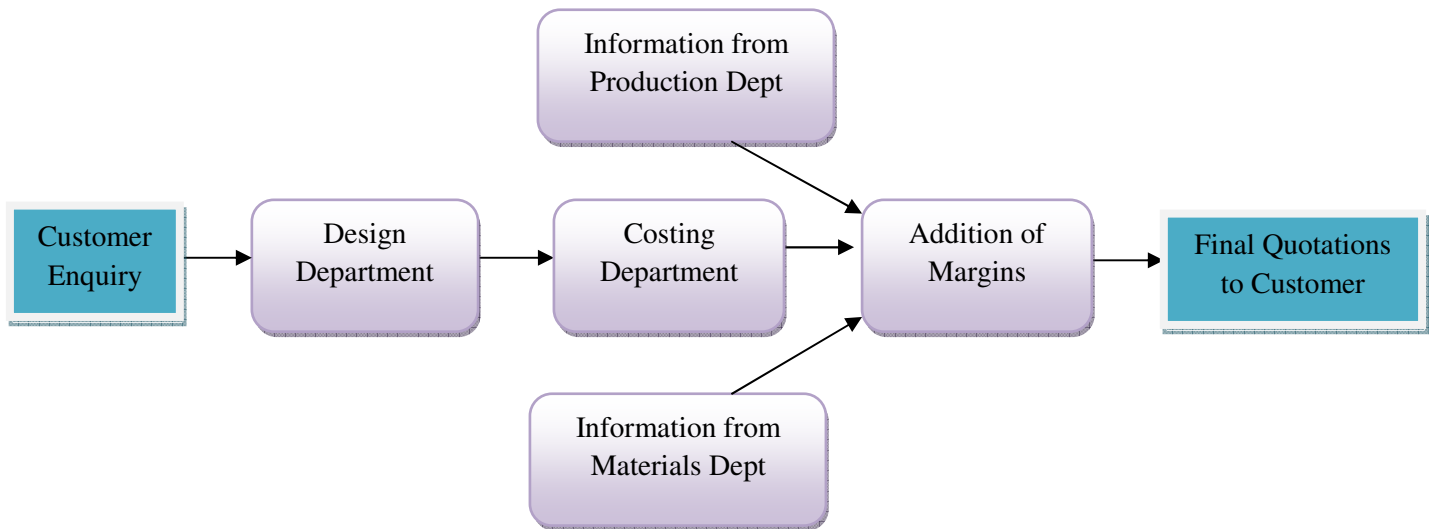 Information from
Production Dept
Customer
Enquiry
Design
Department
Costing
Department
Addition of
Margins
Final Quotations
to Customer
Information from
Materials Dept